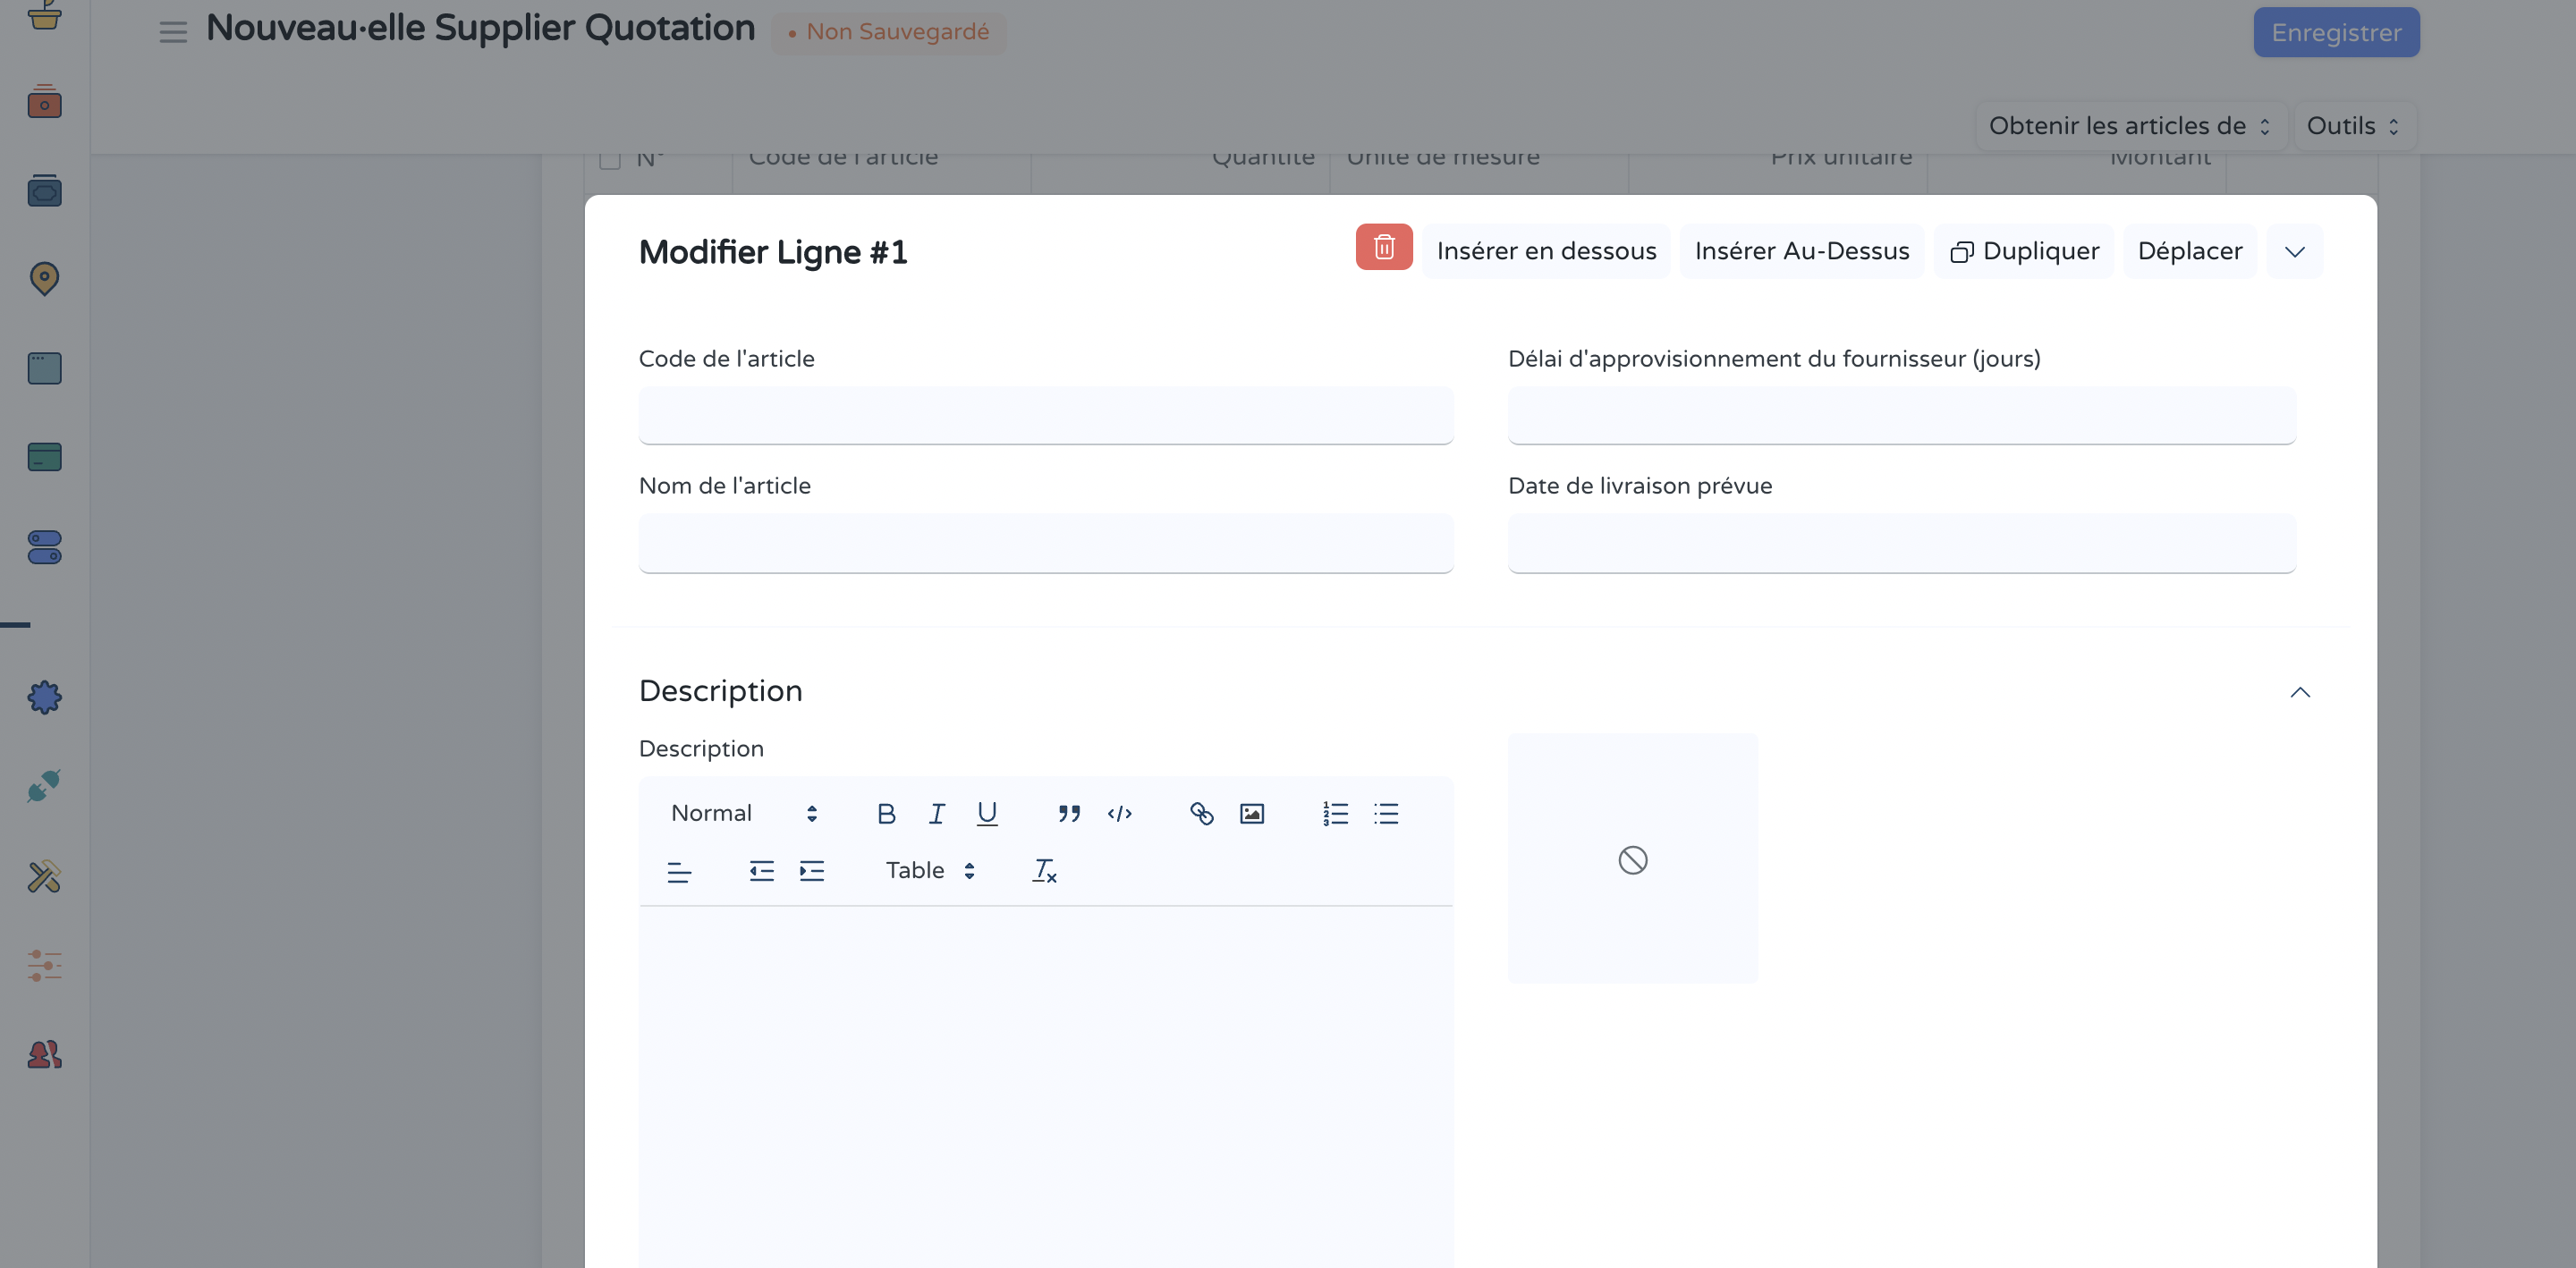 Nouveau·elle Supplier Quotation
Non Sauvegardé
Enregistrer
Obtenir les articles de
Outils
N°
Code de l'article
Quantité
Unité de mesure
Prix unitaire
Montant
Modifier Ligne #1
Insérer en dessous
Insérer Au-Dessus
Dupliquer
Déplacer
Code de l'article
Délai d'approvisionnement du fournisseur (jours)
Nom de l'article
Date de livraison prévue
Description
Description
Normal
Table